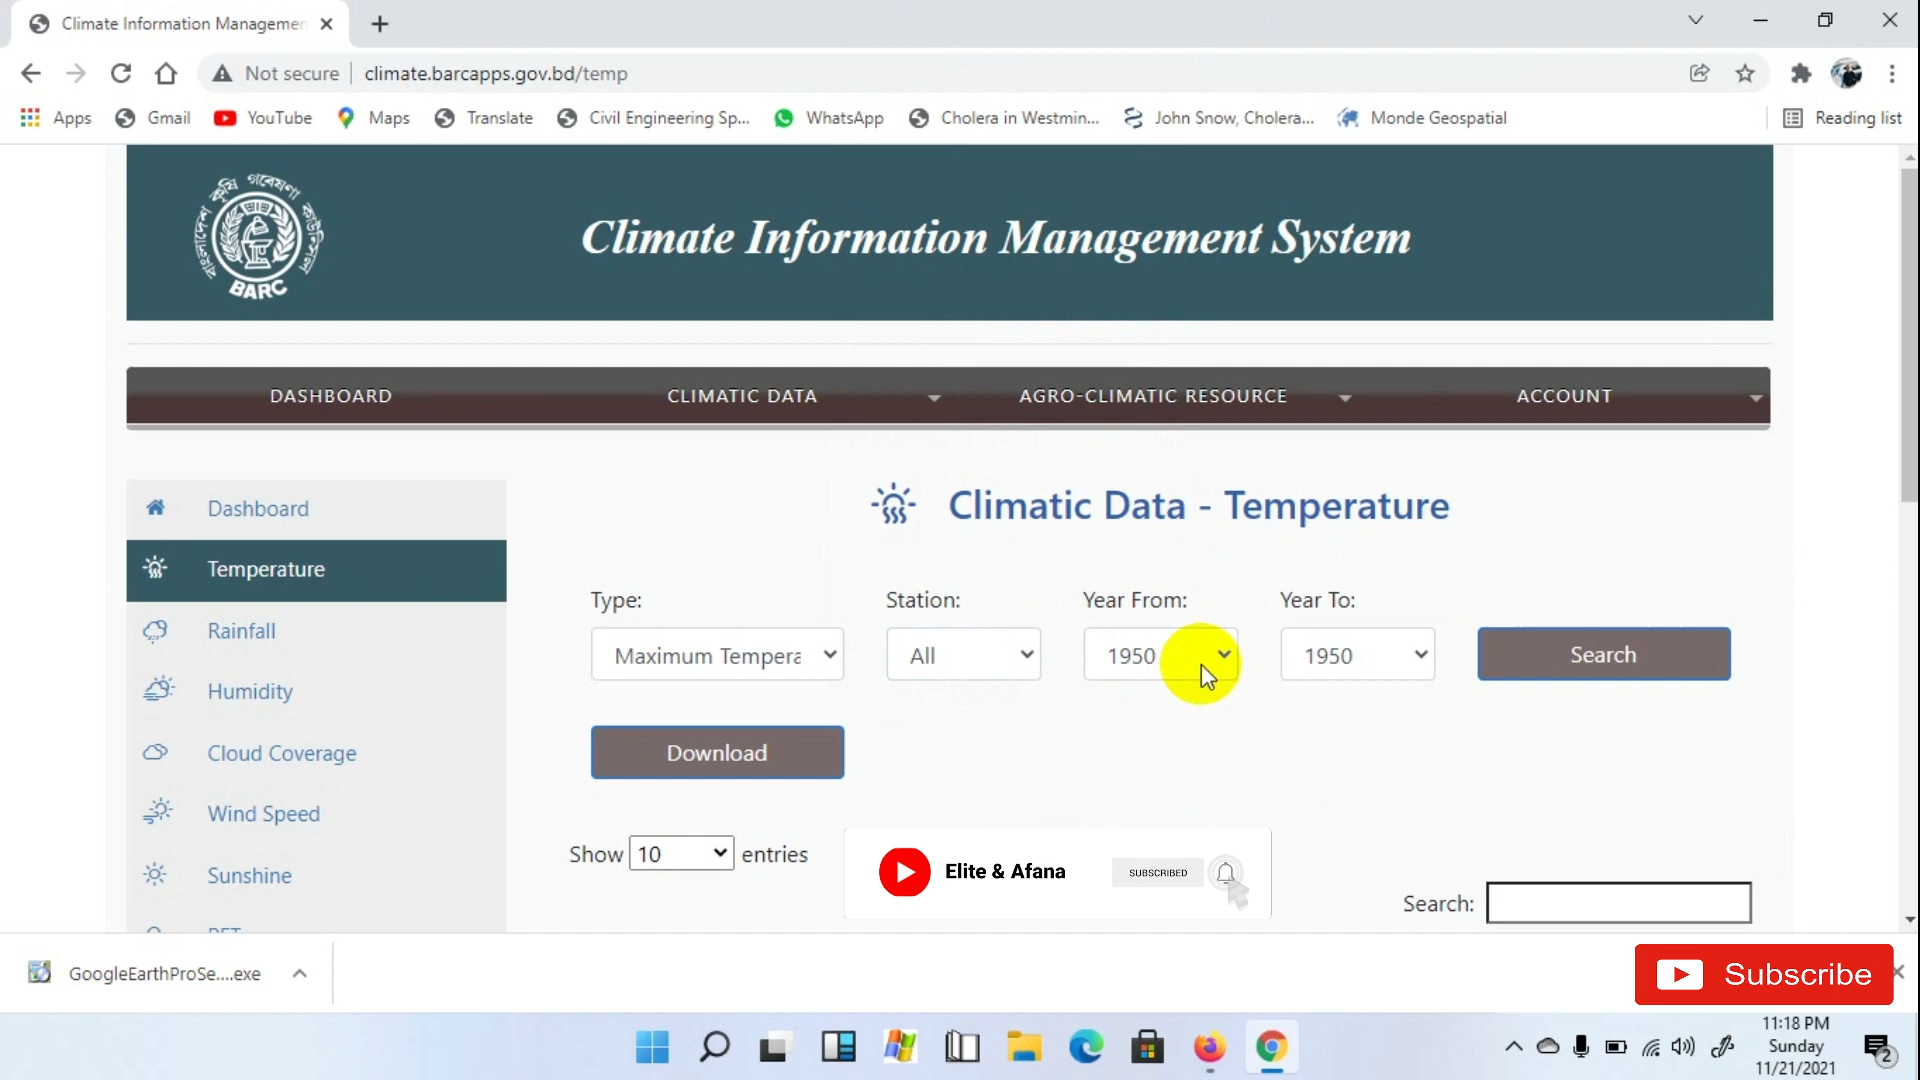 Climate Information Managemen
Not secure
climate.barcapps.gov.bd/temp
Apps
Gmail
YouTube
Maps
Translate
Civil Engineering Sp...
WhatsApp
Cholera in Westmin...
John Snow, Cholera...
Monde Geospatial
Reading list
বাংলাদেশ কৃষি গবেষণা কাউন্সিল
BARC
Climate Information Management System
DASHBOARD
CLIMATIC DATA
AGRO-CLIMATIC RESOURCE
ACCOUNT
Dashboard
Temperature
Rainfall
Humidity
Cloud Coverage
Wind Speed
Sunshine
Climatic Data - Temperature
Type:
Station:
Year From:
Year To:
Maximum Tempera
All
1950
1950
Search
Download
Show 10 entries
Elite & Afana
SUBSCRIBED
Search:
GoogleEarthProSe....exe
Subscribe
11:18 PM
Sunday
11/21/2021
2